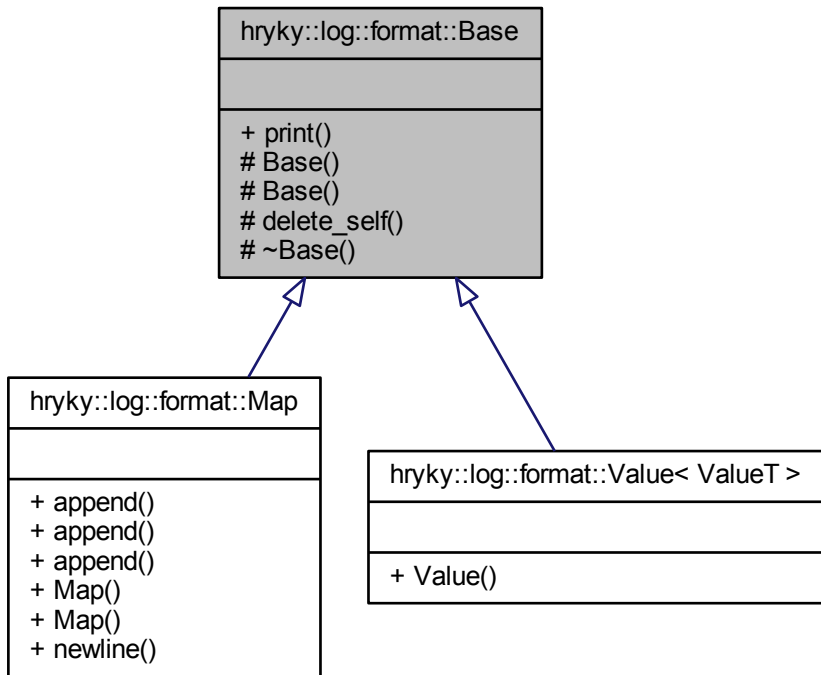 hryky::log::format::Base
+ print()
# Base()
# Base()
# delete_self()
# ~Base()
hryky::log::format::Map
+ append()
+ append()
+ append()
+ Map()
+ Map()
+ newline()
hryky::log::format::Value< ValueT >
+ Value()